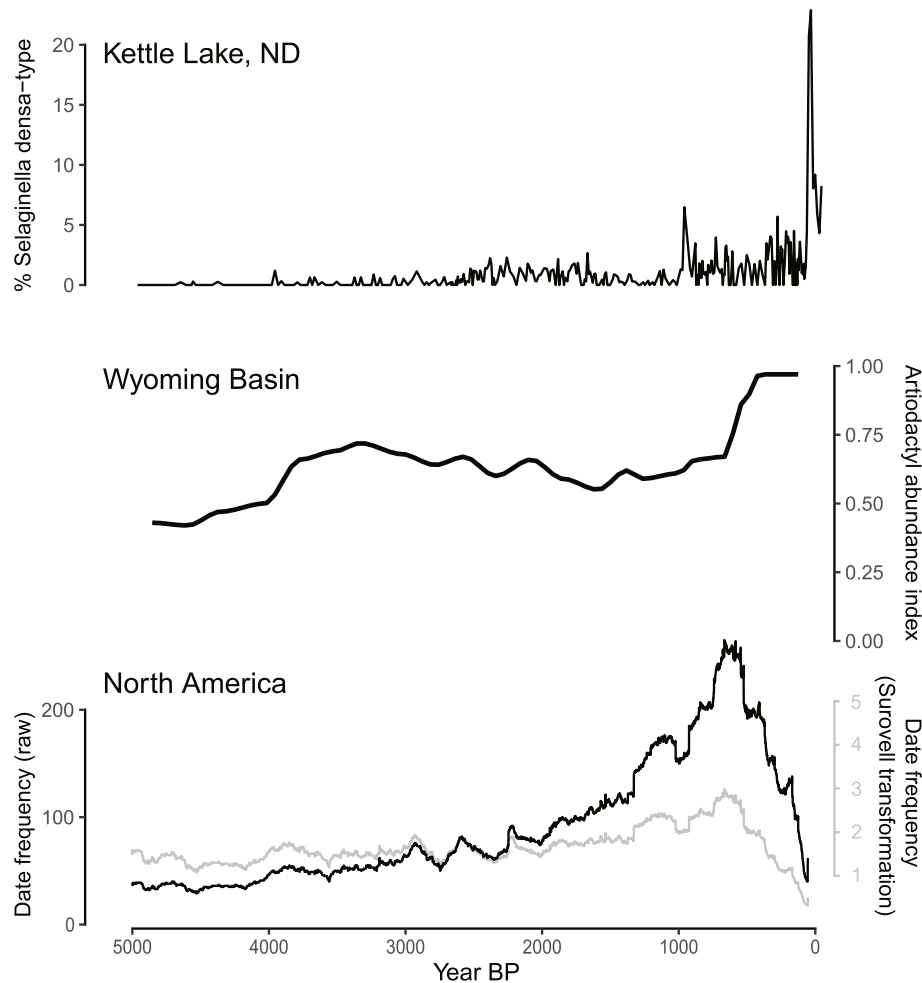 Kettle Lake, ND
% Selaginella densa−type
20
15
10
5
0
Wyoming Basin
1.00
0.75
0.50
0.25
0.00
Artiodactyl abundance index
North America
Date frequency (raw)
200
100
0
5
4
3
2
1
Date frequency
(Surovell transformation)
5000 4000 3000 2000 1000 0
Year BP